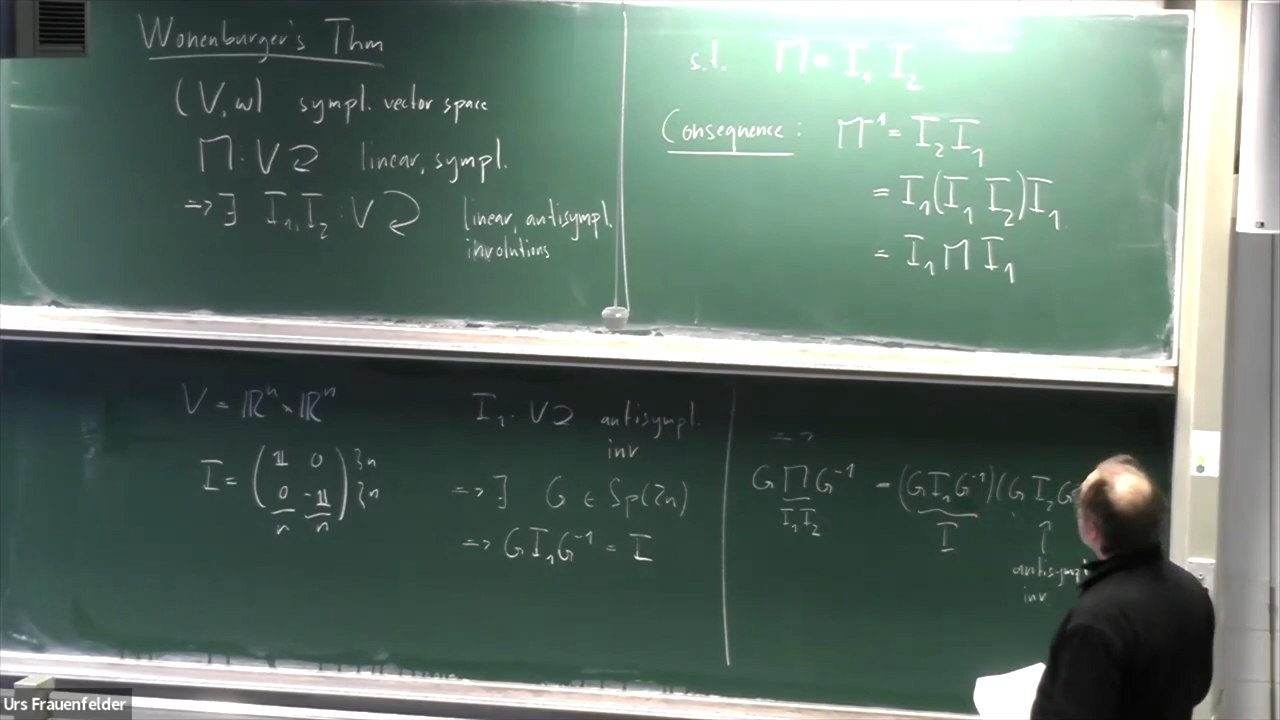 Wonenburger's Thm
(V, ω) sympl. vector space
M: V ⊋ linear, sympl.
=> ∃ I₁, I₂ : V ⊋ linear, antisympl. involutions
s.t. M = I₁ I₂
Consequence: M⁻¹ = I₂ I₁
= I₁(I₁ I₂)I₁
= I₁ M I₁
V = ℝⁿ × ℝⁿ
I = ( 𝟙 0 ) }n
( 0 -𝟙 ) }n
n n
I₁ : V ⊋ antisympl. inv
=> ∃ G ∈ Sp(2n)
=> G I₁ G⁻¹ = I
=>
G M G⁻¹ = (G I₁ G⁻¹)(G I₂ G
I₁ I₂ I ↑
antisympl
inv
Urs Frauenfelder